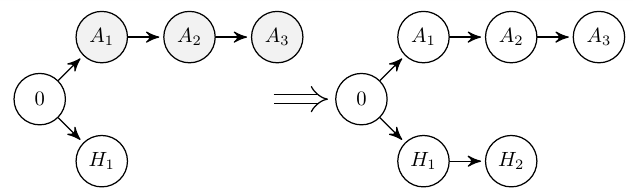 A₁ A₂ A₃ A₁ A₂ A₃
0 0
H₁ H₁ H₂